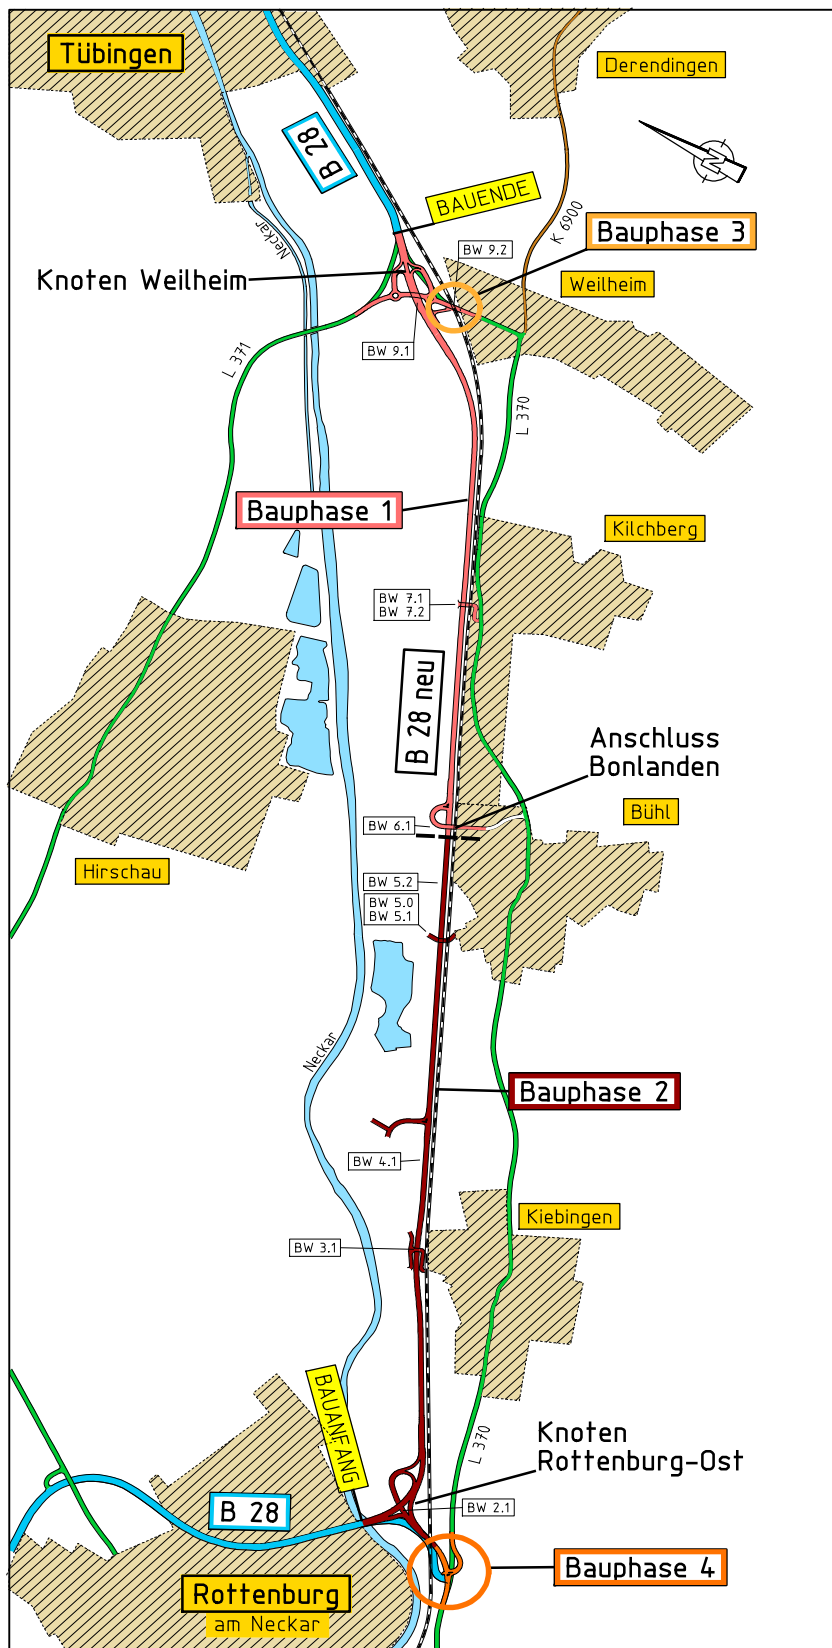 Tübingen
Derendingen
B 28
BAUENDE
K 6900
Neckar
Bauphase 3
BW 9.2
Knoten Weilheim
Weilheim
BW 9.1
L 371
L 370
Bauphase 1
Kilchberg
BW 7.1
BW 7.2
B 28 neu
Anschluss
Bonlanden
Bühl
BW 6.1
Hirschau
BW 5.2
BW 5.0
BW 5.1
Neckar
Bauphase 2
BW 4.1
Kiebingen
BW 3.1
BAUANFANG
L 370
Knoten
Rottenburg-Ost
B 28
BW 2.1
Bauphase 4
Rottenburg
am Neckar
N